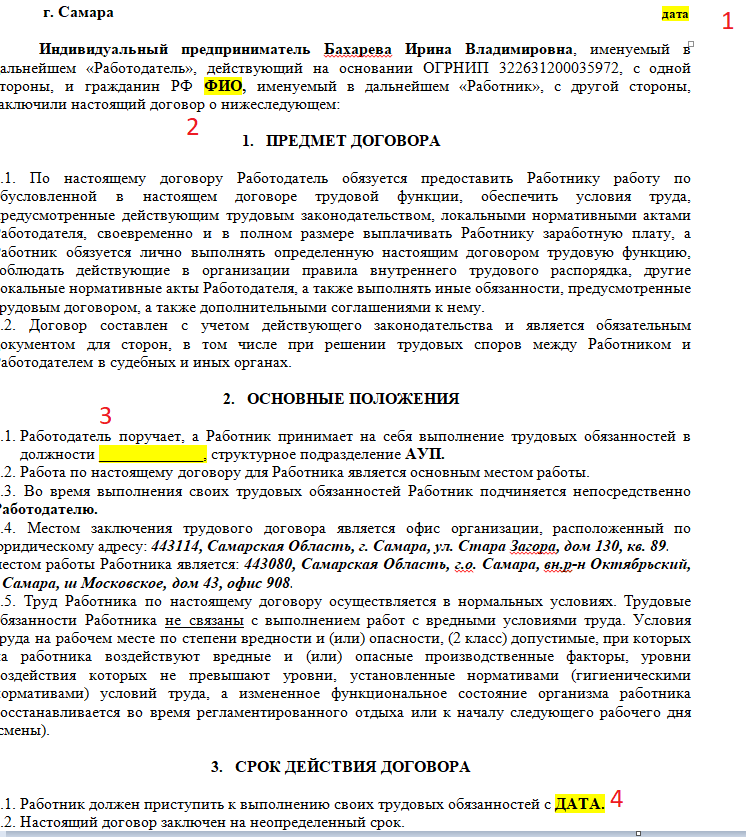 г. Самара дата 1
Индивидуальный предприниматель Бахарева Ирина Владимировна, именуемый в
альнейшем «Работодатель», действующий на основании ОГРНИП 322631200035972, с одной
тороны, и гражданин РФ ФИО, именуемый в дальнейшем «Работник», с другой стороны,
аключили настоящий договор о нижеследующем:
2
1. ПРЕДМЕТ ДОГОВОРА
.1. По настоящему договору Работодатель обязуется предоставить Работнику работу по
бусловленной в настоящем договоре трудовой функции, обеспечить условия труда,
редусмотренные действующим трудовым законодательством, локальными нормативными актами
аботодателя, своевременно и в полном размере выплачивать Работнику заработную плату, а
аботник обязуется лично выполнять определенную настоящим договором трудовую функцию,
облюдать действующие в организации правила внутреннего трудового распорядка, другие
окальные нормативные акты Работодателя, а также выполнять иные обязанности, предусмотренные
рудовым договором, а также дополнительными соглашениями к нему.
.2. Договор составлен с учетом действующего законодательства и является обязательным
окументом для сторон, в том числе при решении трудовых споров между Работником и
аботодателем в судебных и иных органах.
2. ОСНОВНЫЕ ПОЛОЖЕНИЯ
3
.1. Работодатель поручает, а Работник принимает на себя выполнение трудовых обязанностей в
должности ______________, структурное подразделение АУП.
.2. Работа по настоящему договору для Работника является основным местом работы.
.3. Во время выполнения своих трудовых обязанностей Работник подчиняется непосредственно
Работодателю.
.4. Местом заключения трудового договора является офис организации, расположенный по
юридическому адресу: 443114, Самарская Область, г. Самара, ул. Стара Загора, дом 130, кв. 89.
местом работы Работника является: 443080, Самарская Область, г.о. Самара, вн.р-н Октябрьский,
Самара, ш Московское, дом 43, офис 908.
.5. Труд Работника по настоящему договору осуществляется в нормальных условиях. Трудовые
бязанности Работника не связаны с выполнением работ с вредными условиями труда. Условия
руда на рабочем месте по степени вредности и (или) опасности, (2 класс) допустимые, при которых
на работника воздействуют вредные и (или) опасные производственные факторы, уровни
оздействия которых не превышают уровни, установленные нормативами (гигиеническими
ормативами) условий труда, а измененное функциональное состояние организма работника
осстанавливается во время регламентированного отдыха или к началу следующего рабочего дня
смены).
3. СРОК ДЕЙСТВИЯ ДОГОВОРА
.1. Работник должен приступить к выполнению своих трудовых обязанностей с ДАТА. 4
.2. Настоящий договор заключен на неопределенный срок.